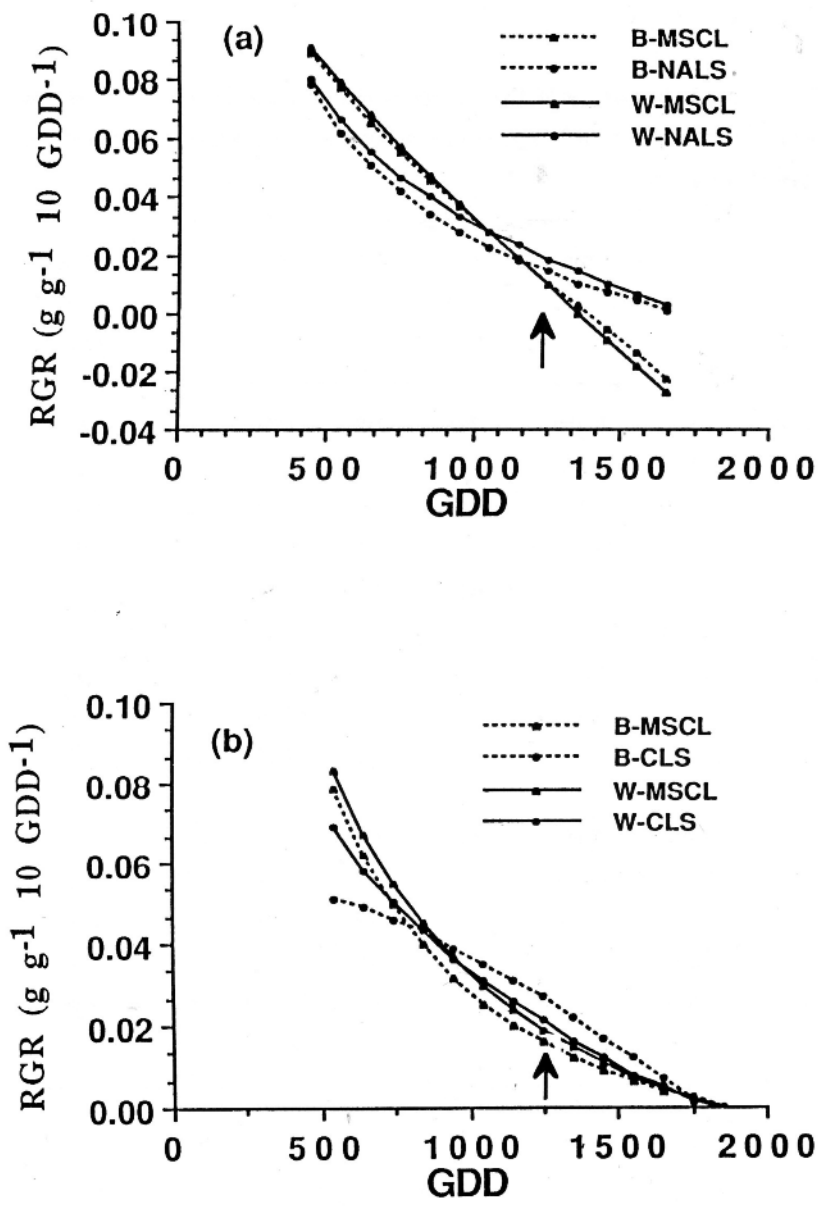 (a)
B-MSCL
B-NALS
W-MSCL
W-NALS
RGR (g g-1 10 GDD-1)
0.10
0.08
0.06
0.04
0.02
0.00
-0.02
-0.04
0 500 1000 1500 2000
GDD
(b)
B-MSCL
B-CLS
W-MSCL
W-CLS
RGR (g g-1 10 GDD-1)
0.10
0.08
0.06
0.04
0.02
0.00
0 500 1000 1500 2000
GDD